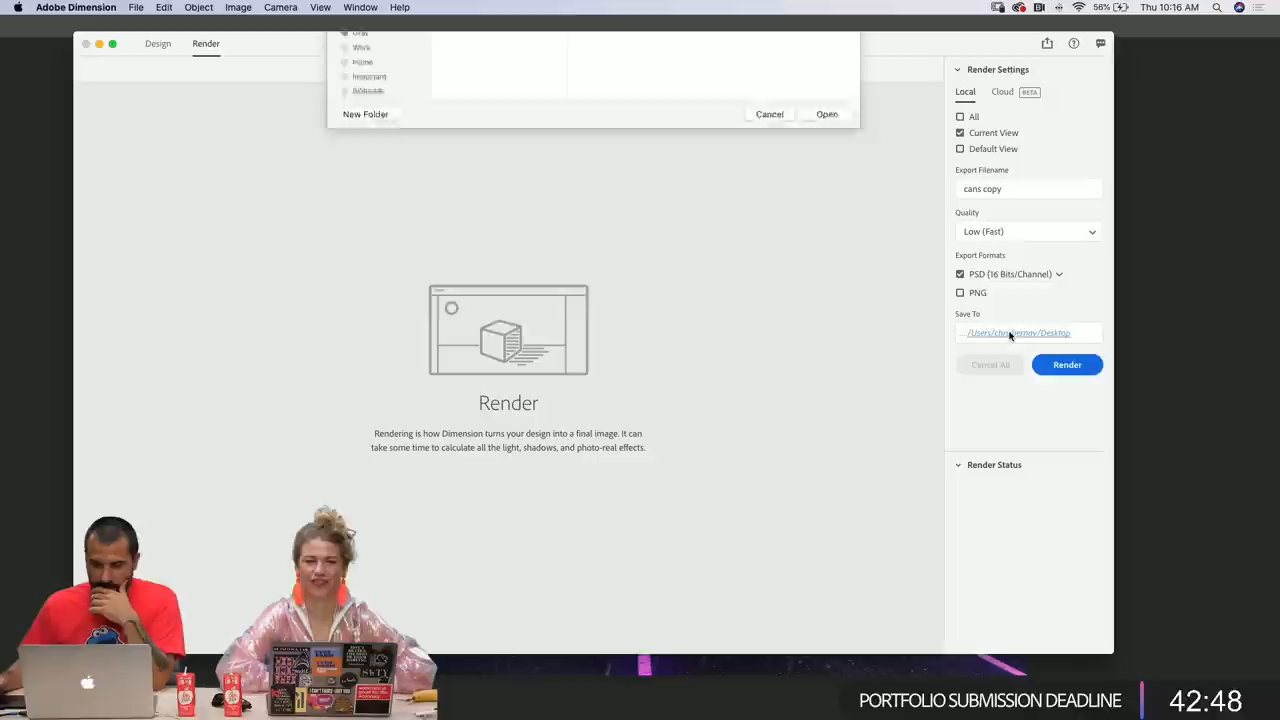 Adobe Dimension File Edit Object Image Camera View Window Help 56% Thu 10:16 AM
Design Render
Work
Home
Important
New Folder Cancel Open
Render Settings
Local Cloud BETA
All
Current View
Default View
Export Filename
cans copy
Quality
Low (Fast)
Export Formats
PSD (16 Bits/Channel)
PNG
Save To
Cancel All Render
Render Status
Render
Rendering is how Dimension turns your design into a final image. It can
take some time to calculate all the light, shadows, and photo-real effects.
PORTFOLIO SUBMISSION DEADLINE 42:48